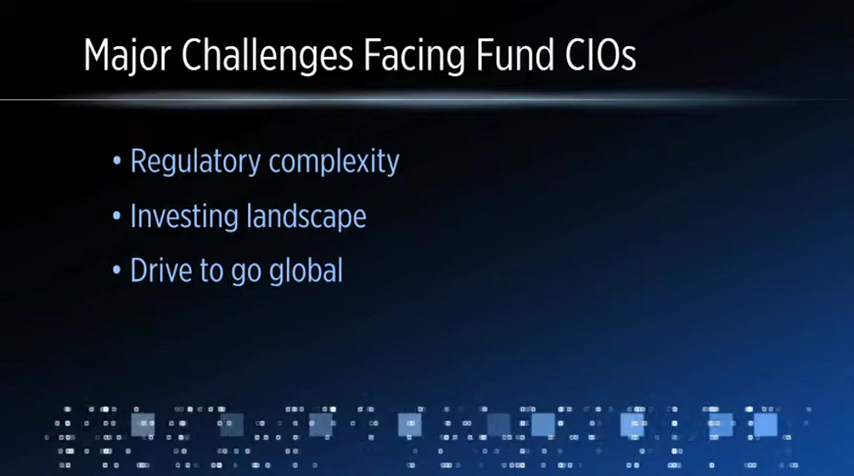 Major Challenges Facing Fund CIOs
• Regulatory complexity
• Investing landscape
• Drive to go global